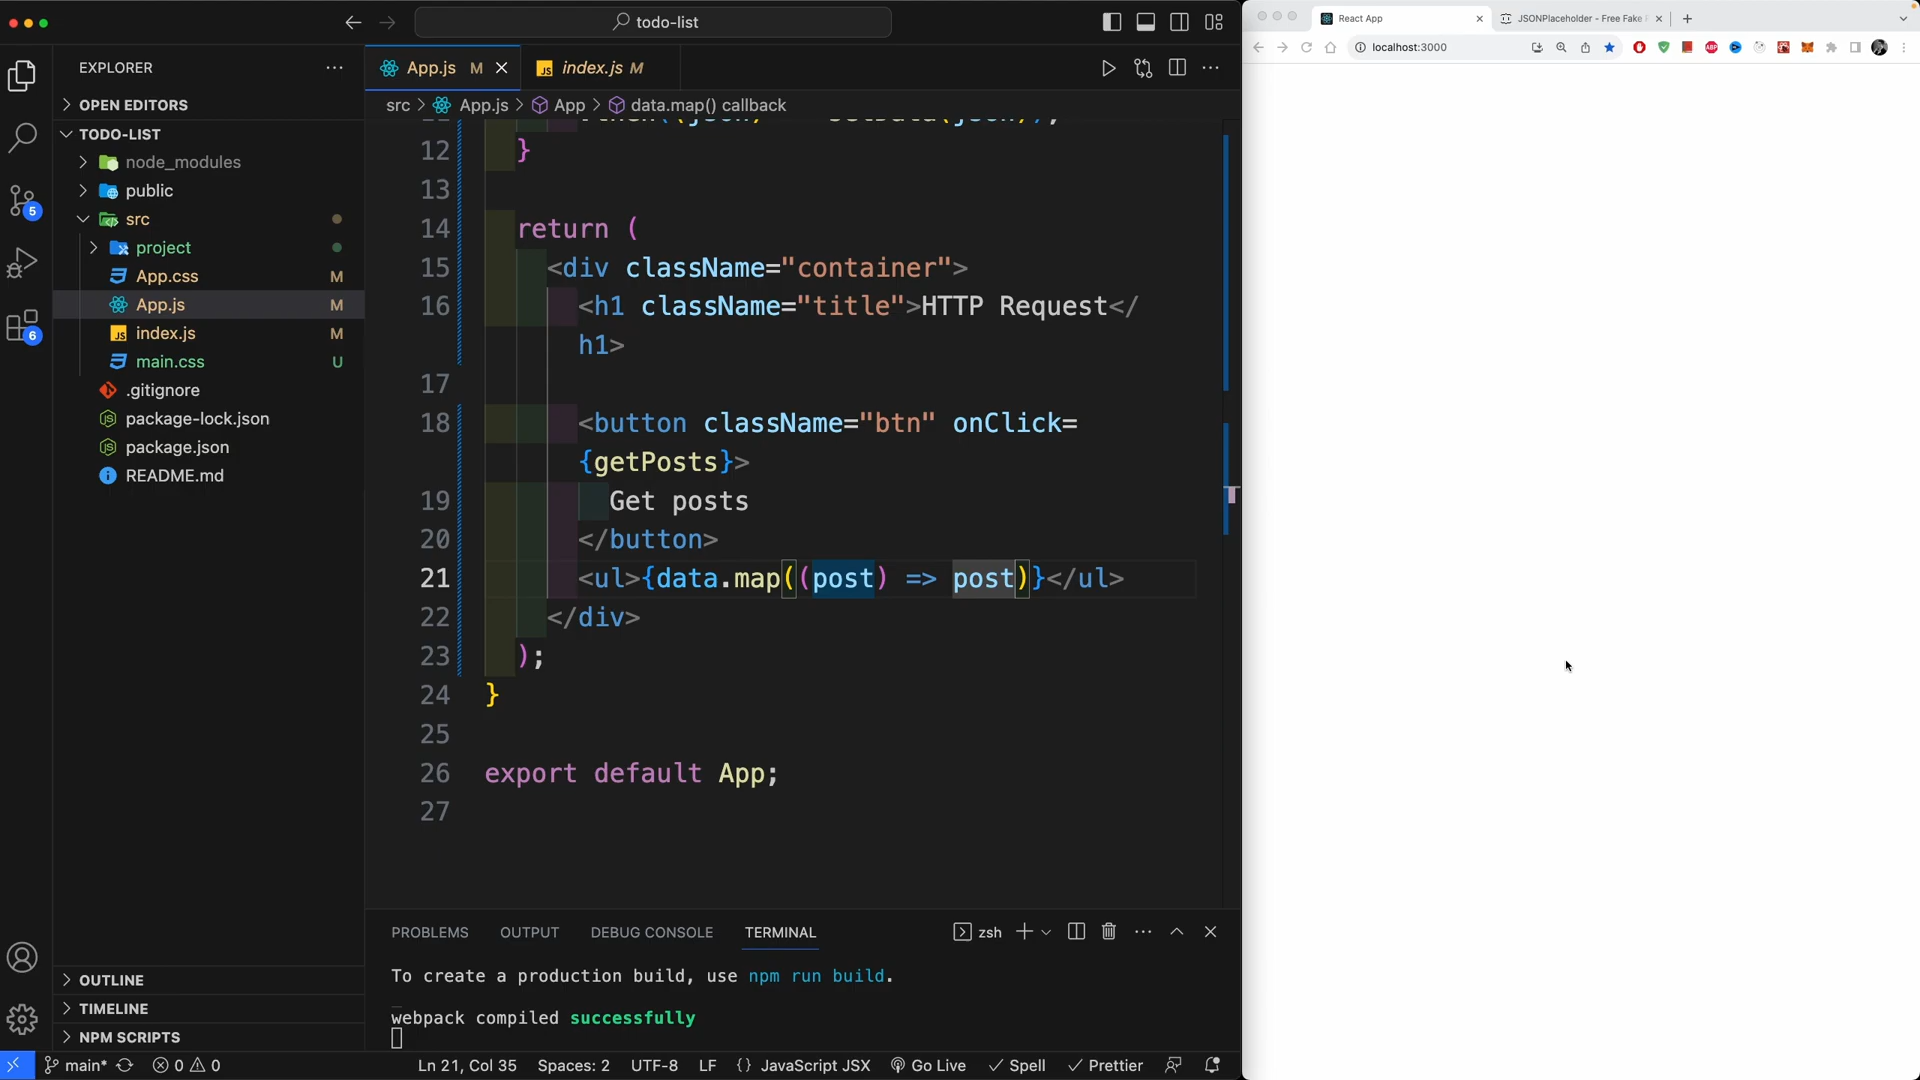 todo-list
React App
JSONPlaceholder - Free Fake
localhost:3000
EXPLORER
App.js M
index.js M
src > App.js > App > data.map() callback
OPEN EDITORS
TODO-LIST
node_modules
public
src
project
App.css M
App.js M
index.js M
main.css U
.gitignore
package-lock.json
package.json
README.md
5
6
12 }
13
14 return (
15 <div className="container">
16 <h1 className="title">HTTP Request</
h1>
17
18 <button className="btn" onClick=
{getPosts}>
19 Get posts
20 </button>
21 <ul>{data.map((post) => post)}</ul>
22 </div>
23 );
24 }
25
26 export default App;
27
PROBLEMS OUTPUT DEBUG CONSOLE TERMINAL
zsh
To create a production build, use npm run build.
webpack compiled successfully
OUTLINE
TIMELINE
NPM SCRIPTS
main* 0 0 Ln 21, Col 35 Spaces: 2 UTF-8 LF {} JavaScript JSX Go Live Spell Prettier